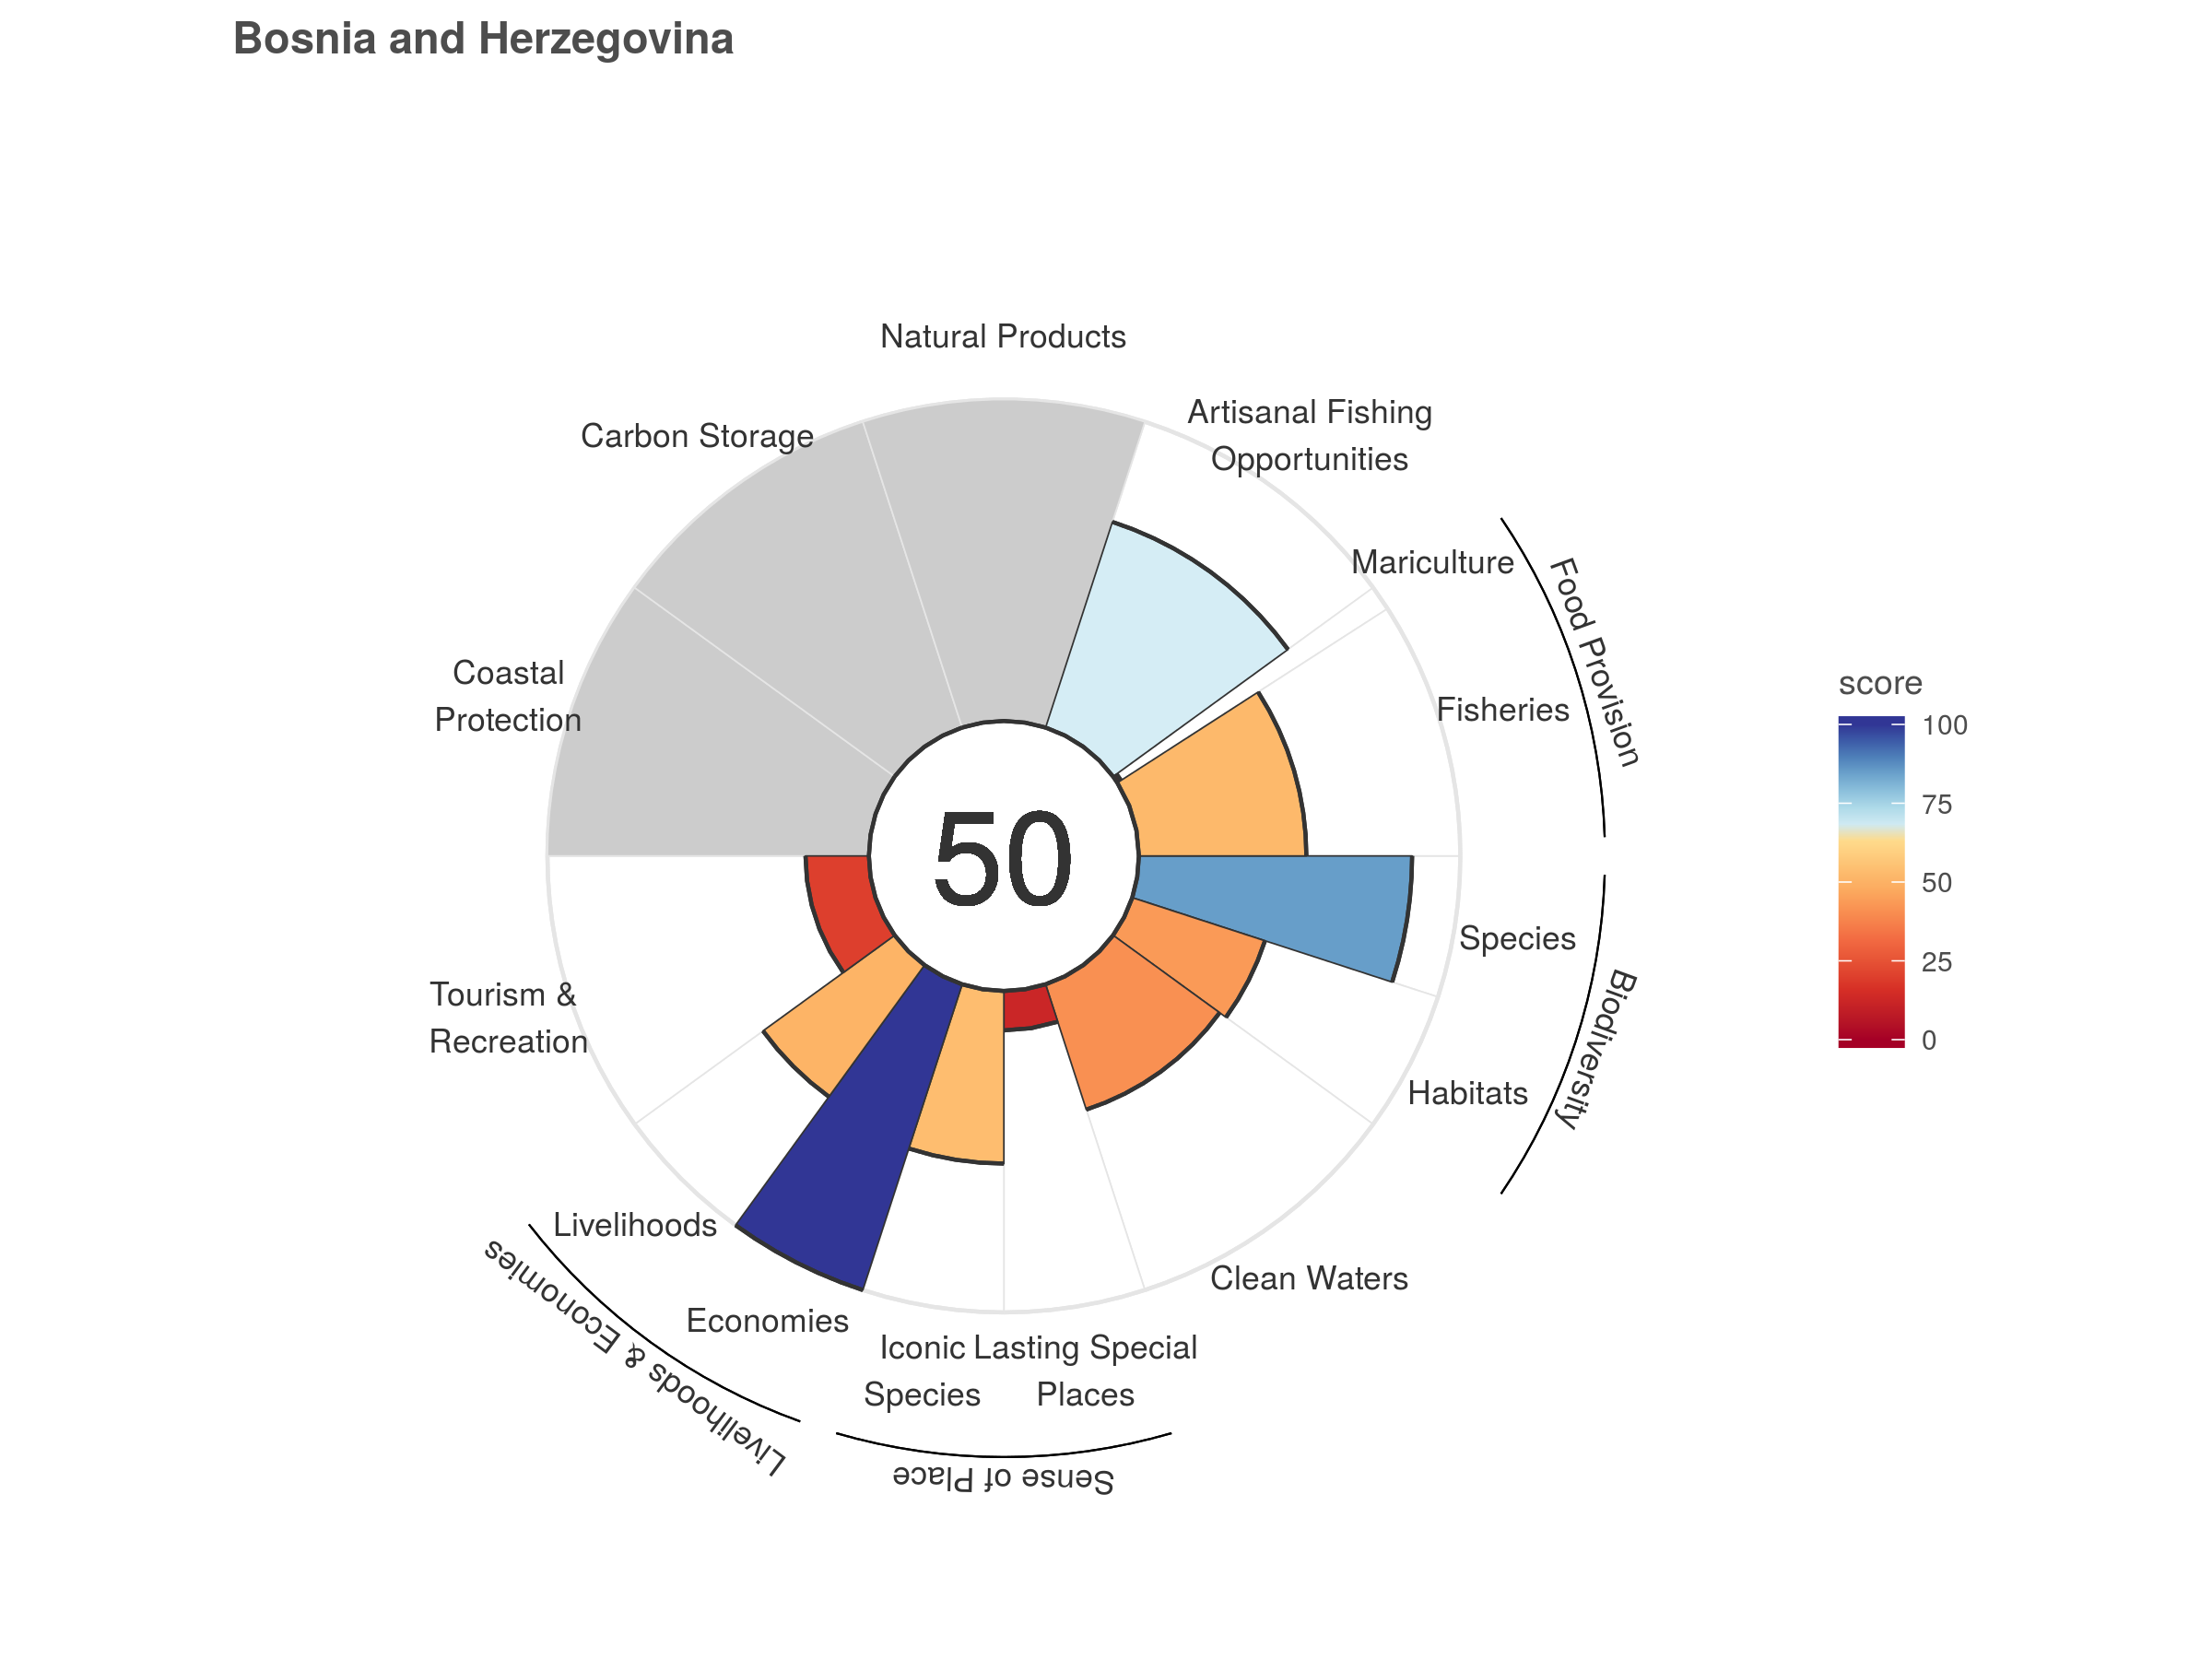 Bosnia and Herzegovina
Natural Products
Artisanal Fishing
Opportunities
Carbon Storage
Mariculture
Food Provision
Fisheries
Coastal
Protection
score
100
75
50
25
0
50
Species
Biodiversity
Habitats
Tourism &
Recreation
Livelihoods
Clean Waters
Economies
Livelihoods & Economies
Iconic
Species
Lasting Special
Places
Sense of Place